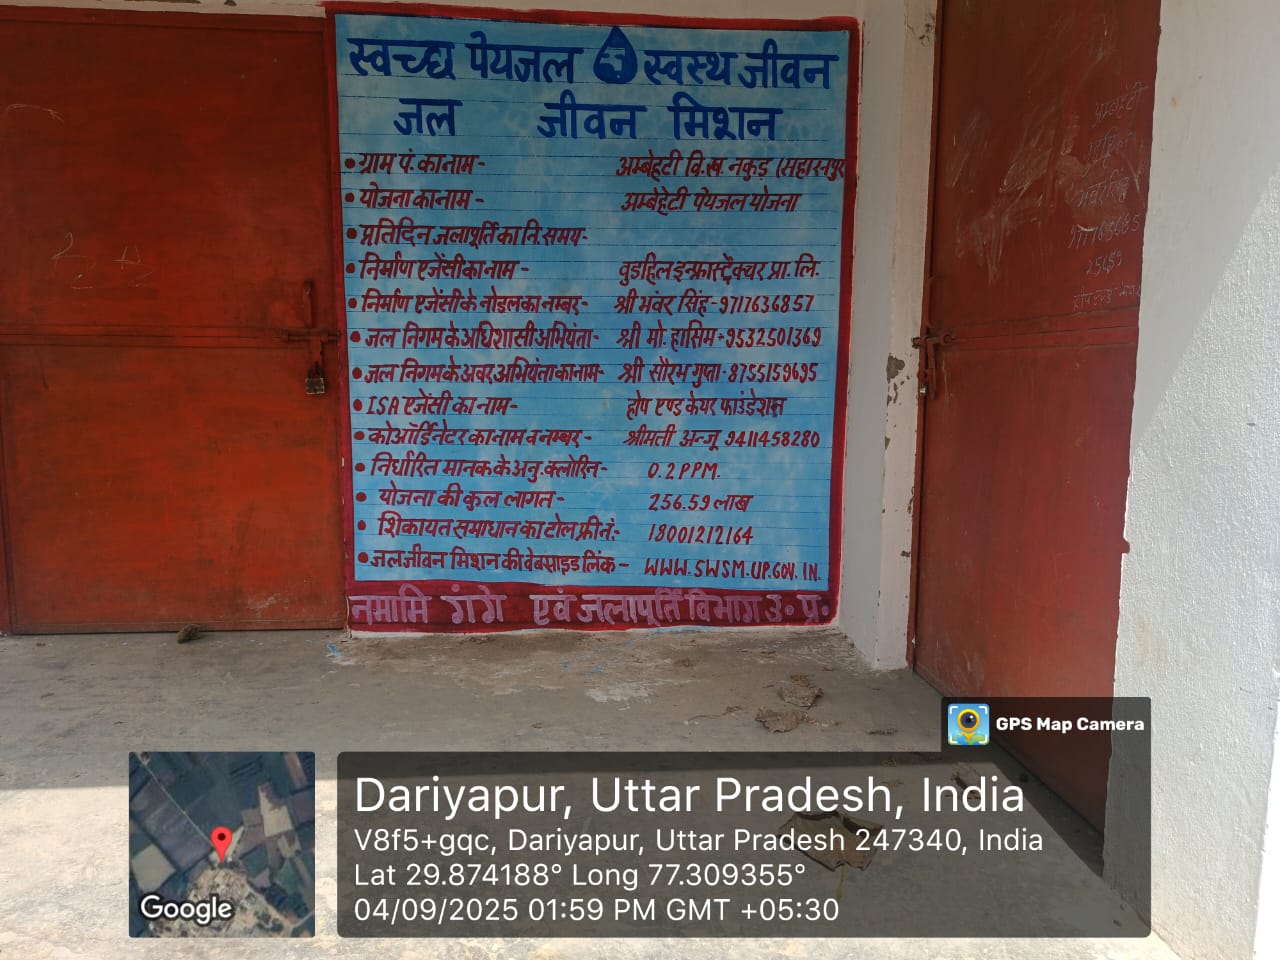 स्वच्छ पेयजल स्वस्थ जीवन
जल जीवन मिशन
• ग्राम पं. का नाम - अम्बेहटी वि.ख. नकुड़ (सहारनपुर
• योजना का नाम - अम्बेहेटी पेयजल योजना
• प्रतिदिन जलापूर्ति का नि. समय-
• निर्माण एजेंसी का नाम - वुडहिल इन्फ्रास्ट्रेक्चर प्रा. लि.
• निर्माण एजेंसी के नोडल का नम्बर- श्री भंवर सिंह-9717636857
• जल निगम के अधिशासी अभियंता- श्री मो. हासिम-9532501369
• जल निगम के अवर अभियंता का नाम- श्री सौरभ गुप्ता-8755159695
• ISA एजेंसी का नाम- होप एण्ड केयर फाउंडेशन
• कोऑर्डिनेटर का नाम व नम्बर- श्रीमती अन्जू 9411458280
• निर्धारित मानक के अनु. क्लोरिन- 0.2 PPM.
• योजना की कुल लागत- 256.59 लाख
• शिकायत समाधान का टोल फ्री नं:- 18001212164
• जल जीवन मिशन की वेबसाइड लिंक- WWW.SWSM.UP.GOV.IN.
नमामि गंगे एवं जलापूर्ति विभाग उ० प्र०
GPS Map Camera
Dariyapur, Uttar Pradesh, India
V8f5+gqc, Dariyapur, Uttar Pradesh 247340, India
Lat 29.874188° Long 77.309355°
04/09/2025 01:59 PM GMT +05:30
Google